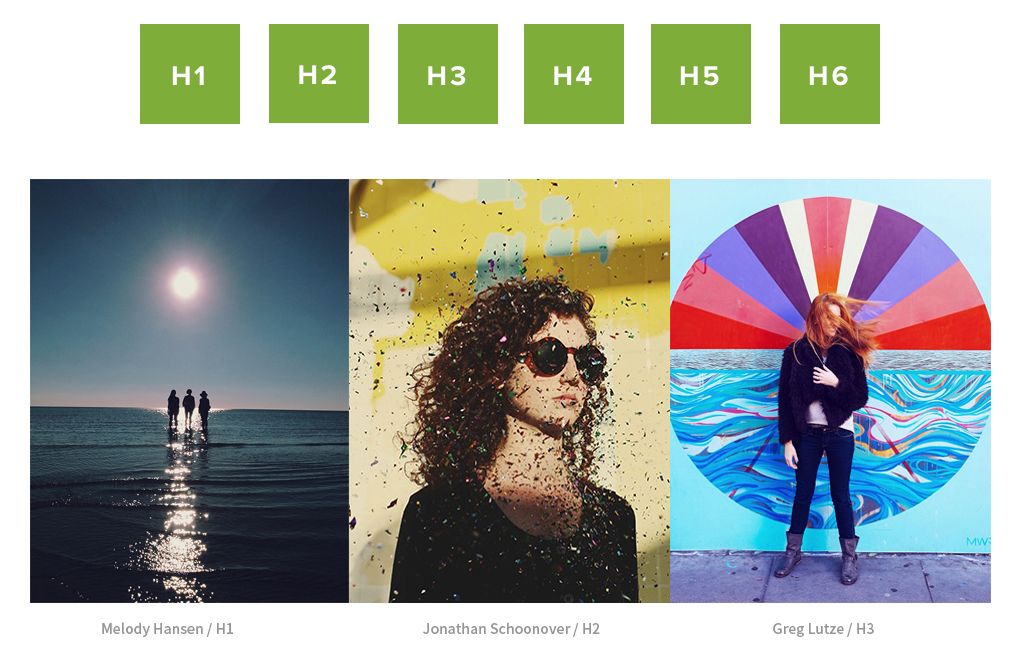 H1 H2 H3 H4 H5 H6
MW
Melody Hansen / H1 Jonathan Schoonover / H2 Greg Lutze / H3